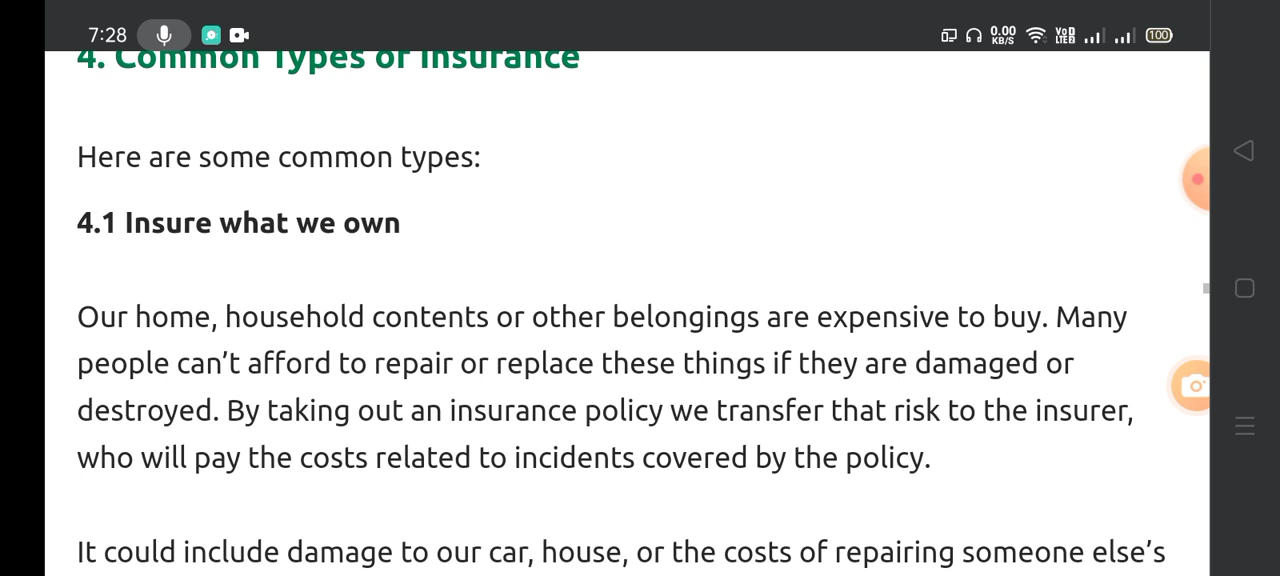 7:28
0.00
KB/S
VoD
LTE2
100
4. Common Types of Insurance
Here are some common types:
4.1 Insure what we own
Our home, household contents or other belongings are expensive to buy. Many
people can’t afford to repair or replace these things if they are damaged or
destroyed. By taking out an insurance policy we transfer that risk to the insurer,
who will pay the costs related to incidents covered by the policy.
It could include damage to our car, house, or the costs of repairing someone else’s